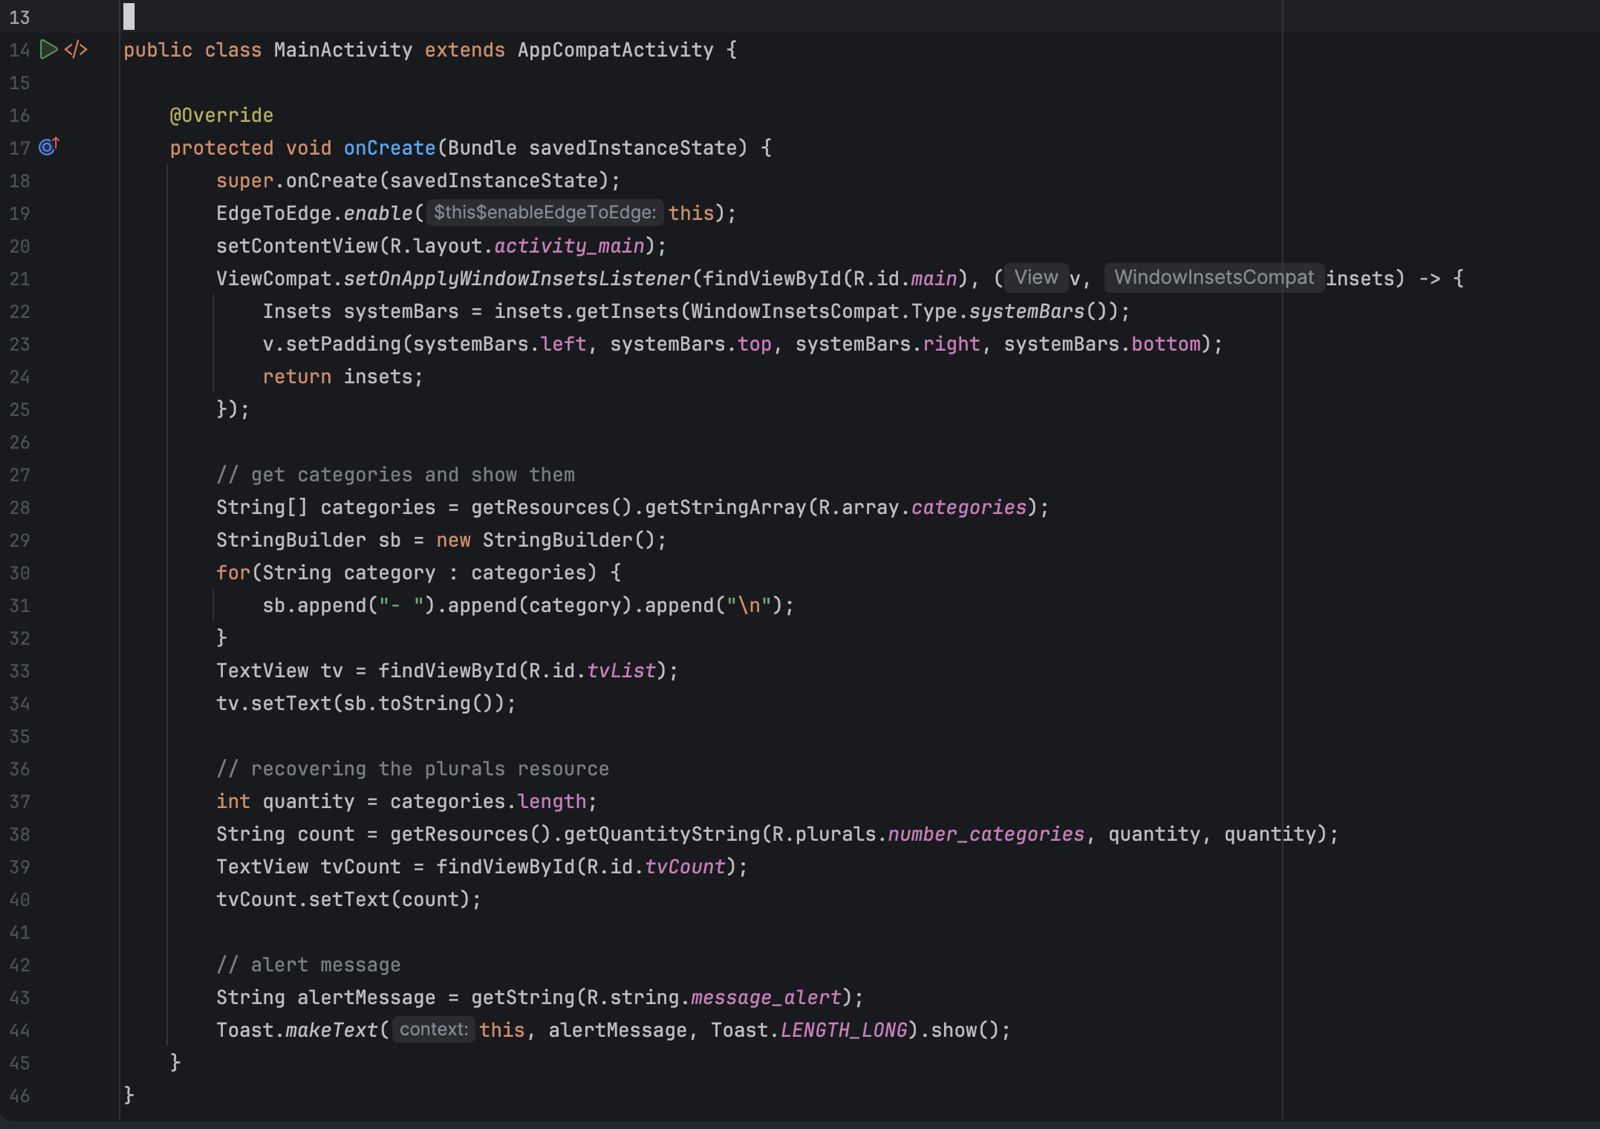 13
14 </> public class MainActivity extends AppCompatActivity {
15
16 @Override
17 protected void onCreate(Bundle savedInstanceState) {
18 super.onCreate(savedInstanceState);
19 EdgeToEdge.enable( $this$enableEdgeToEdge: this);
20 setContentView(R.layout.activity_main);
21 ViewCompat.setOnApplyWindowInsetsListener(findViewById(R.id.main), ( View v, WindowInsetsCompat insets) -> {
22 Insets systemBars = insets.getInsets(WindowInsetsCompat.Type.systemBars());
23 v.setPadding(systemBars.left, systemBars.top, systemBars.right, systemBars.bottom);
24 return insets;
25 });
26
27 // get categories and show them
28 String[] categories = getResources().getStringArray(R.array.categories);
29 StringBuilder sb = new StringBuilder();
30 for(String category : categories) {
31 sb.append("- ").append(category).append("\n");
32 }
33 TextView tv = findViewById(R.id.tvList);
34 tv.setText(sb.toString());
35
36 // recovering the plurals resource
37 int quantity = categories.length;
38 String count = getResources().getQuantityString(R.plurals.number_categories, quantity, quantity);
39 TextView tvCount = findViewById(R.id.tvCount);
40 tvCount.setText(count);
41
42 // alert message
43 String alertMessage = getString(R.string.message_alert);
44 Toast.makeText( context: this, alertMessage, Toast.LENGTH_LONG).show();
45 }
46 }